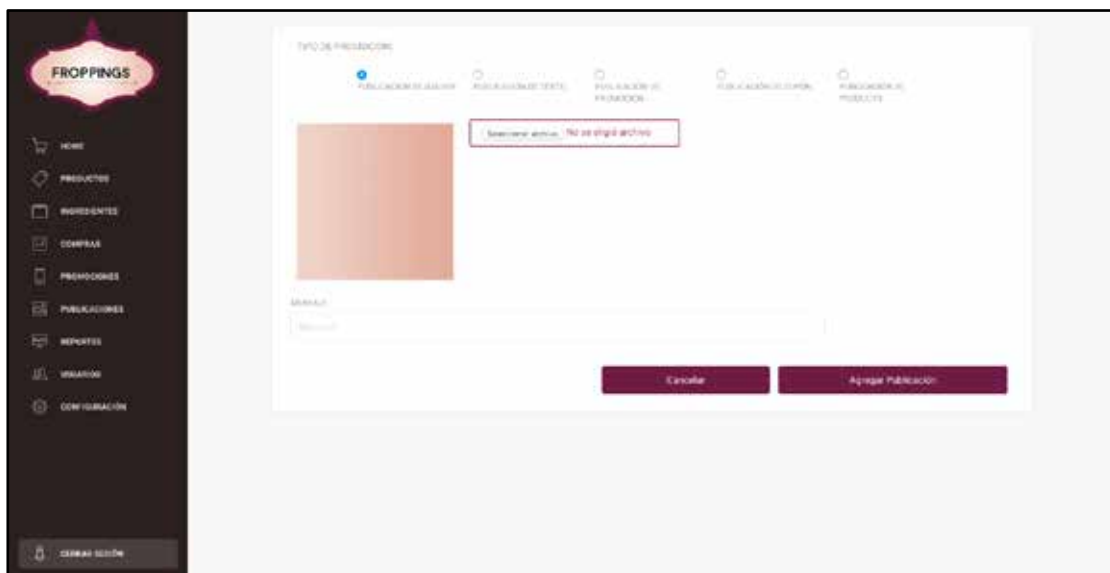 FROPPINGS
HOME
PRODUCTOS
INGREDIENTES
COMPRAS
PROMOCIONES
PUBLICACIONES
REPORTES
USUARIOS
CONFIGURACIÓN
CERRAR SESIÓN
TIPO DE PUBLICACIÓN
PUBLICACIÓN DE IMAGEN
PUBLICACIÓN DE TEXTO
PUBLICACIÓN DE
PROMOCIÓN
PUBLICACIÓN DE CUPÓN
PUBLICACIÓN DE
PRODUCTO
Seleccionar archivo No se eligió archivo
MENSAJE
Cancelar
Agregar Publicación